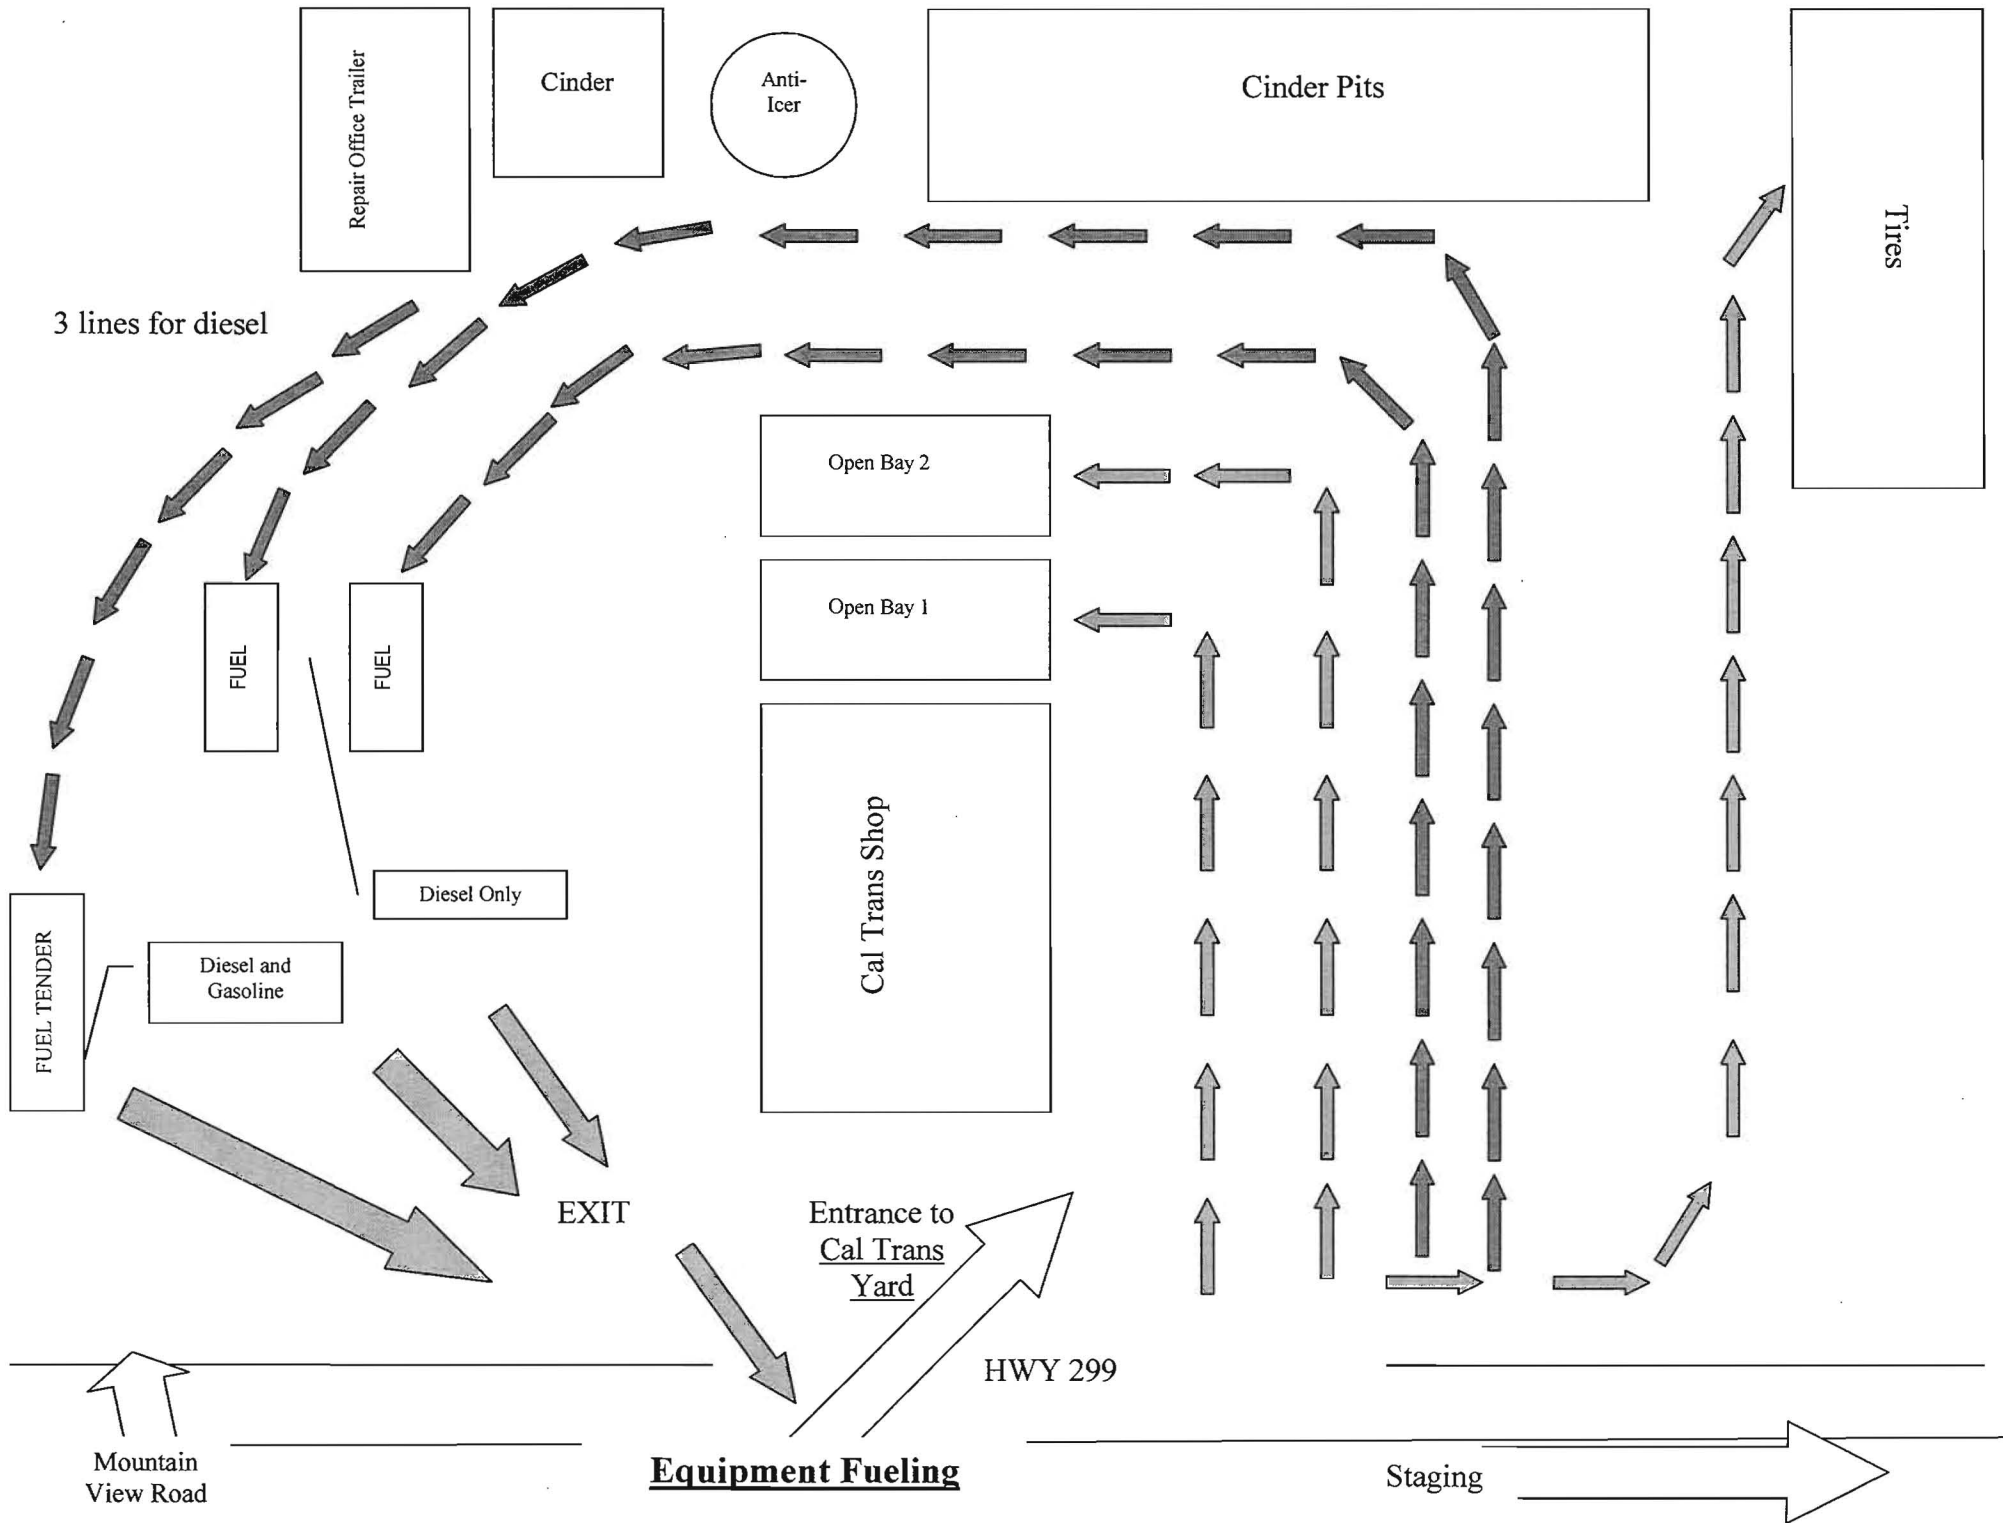 Repair Office Trailer
Cinder
Anti-
Icer
Cinder Pits
Tires
3 lines for diesel
Open Bay 2
Open Bay 1
FUEL
FUEL
Cal Trans Shop
Diesel Only
Diesel and
Gasoline
FUEL TENDER
EXIT
Entrance to
Cal Trans
Yard
HWY 299
Mountain
View Road
Equipment Fueling
Staging